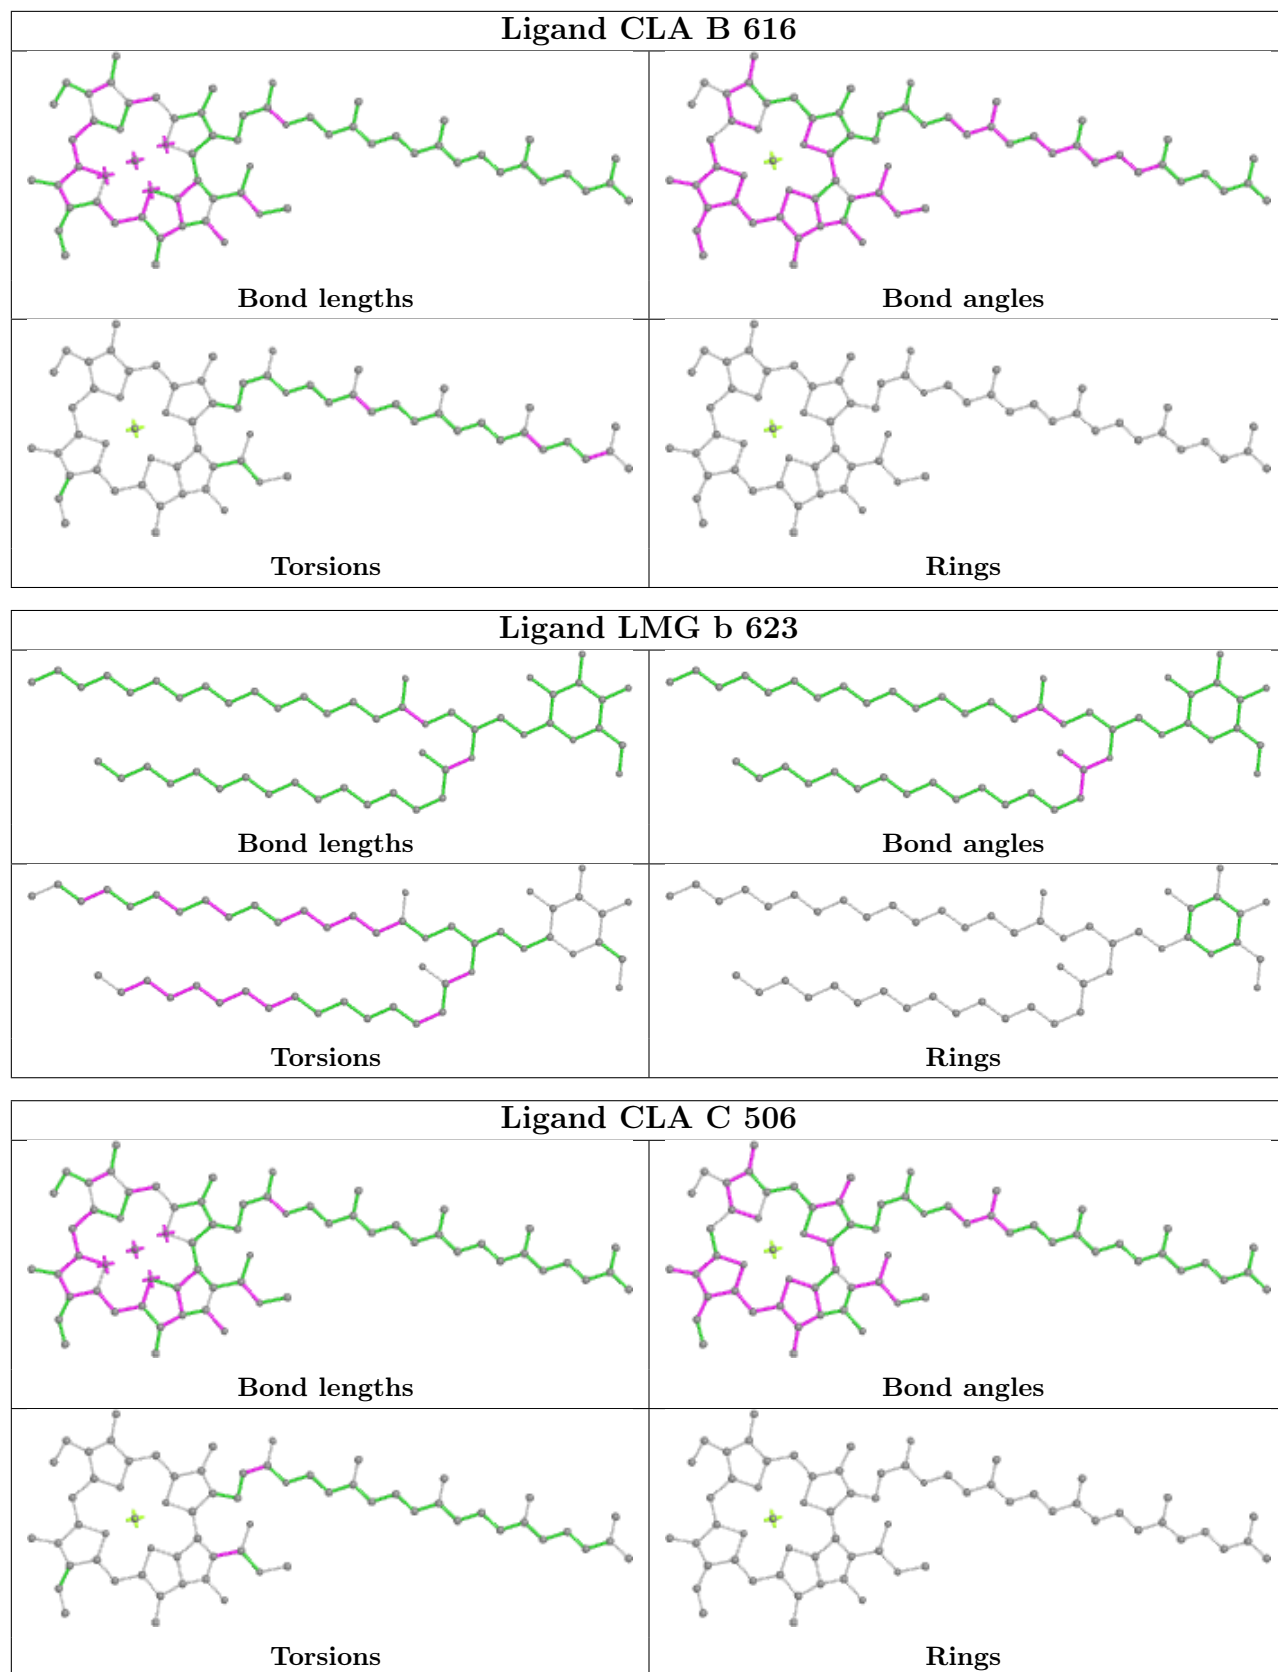 Ligand CLA B 616
Bond lengths
Bond angles
Torsions
Rings
Ligand LMG b 623
Bond lengths
Bond angles
Torsions
Rings
Ligand CLA C 506
Bond lengths
Bond angles
Torsions
Rings